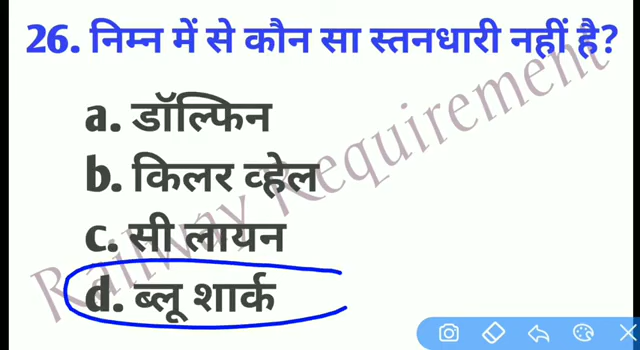 26. निम्न में से कौन सा स्तनधारी नहीं है?
a. डॉल्फिन
b. किलर व्हेल
c. सी लायन
d. ब्लू शार्क
Railway Requirement